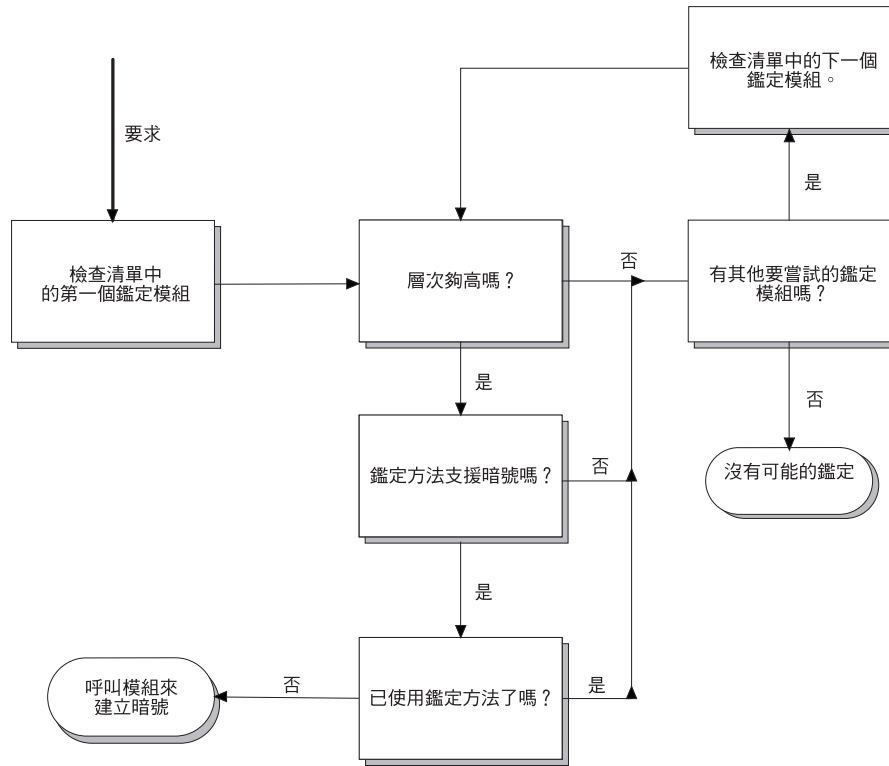 檢查清單中的下一個
鑑定模組。
要求
是
檢查清單中
的第一個鑑定模組
層次夠高嗎？
否
有其他要嘗試的鑑定
模組嗎？
是
否
鑑定方法支援暗號嗎？
否
沒有可能的鑑定
是
呼叫模組來
建立暗號
否
已使用鑑定方法了嗎？
是